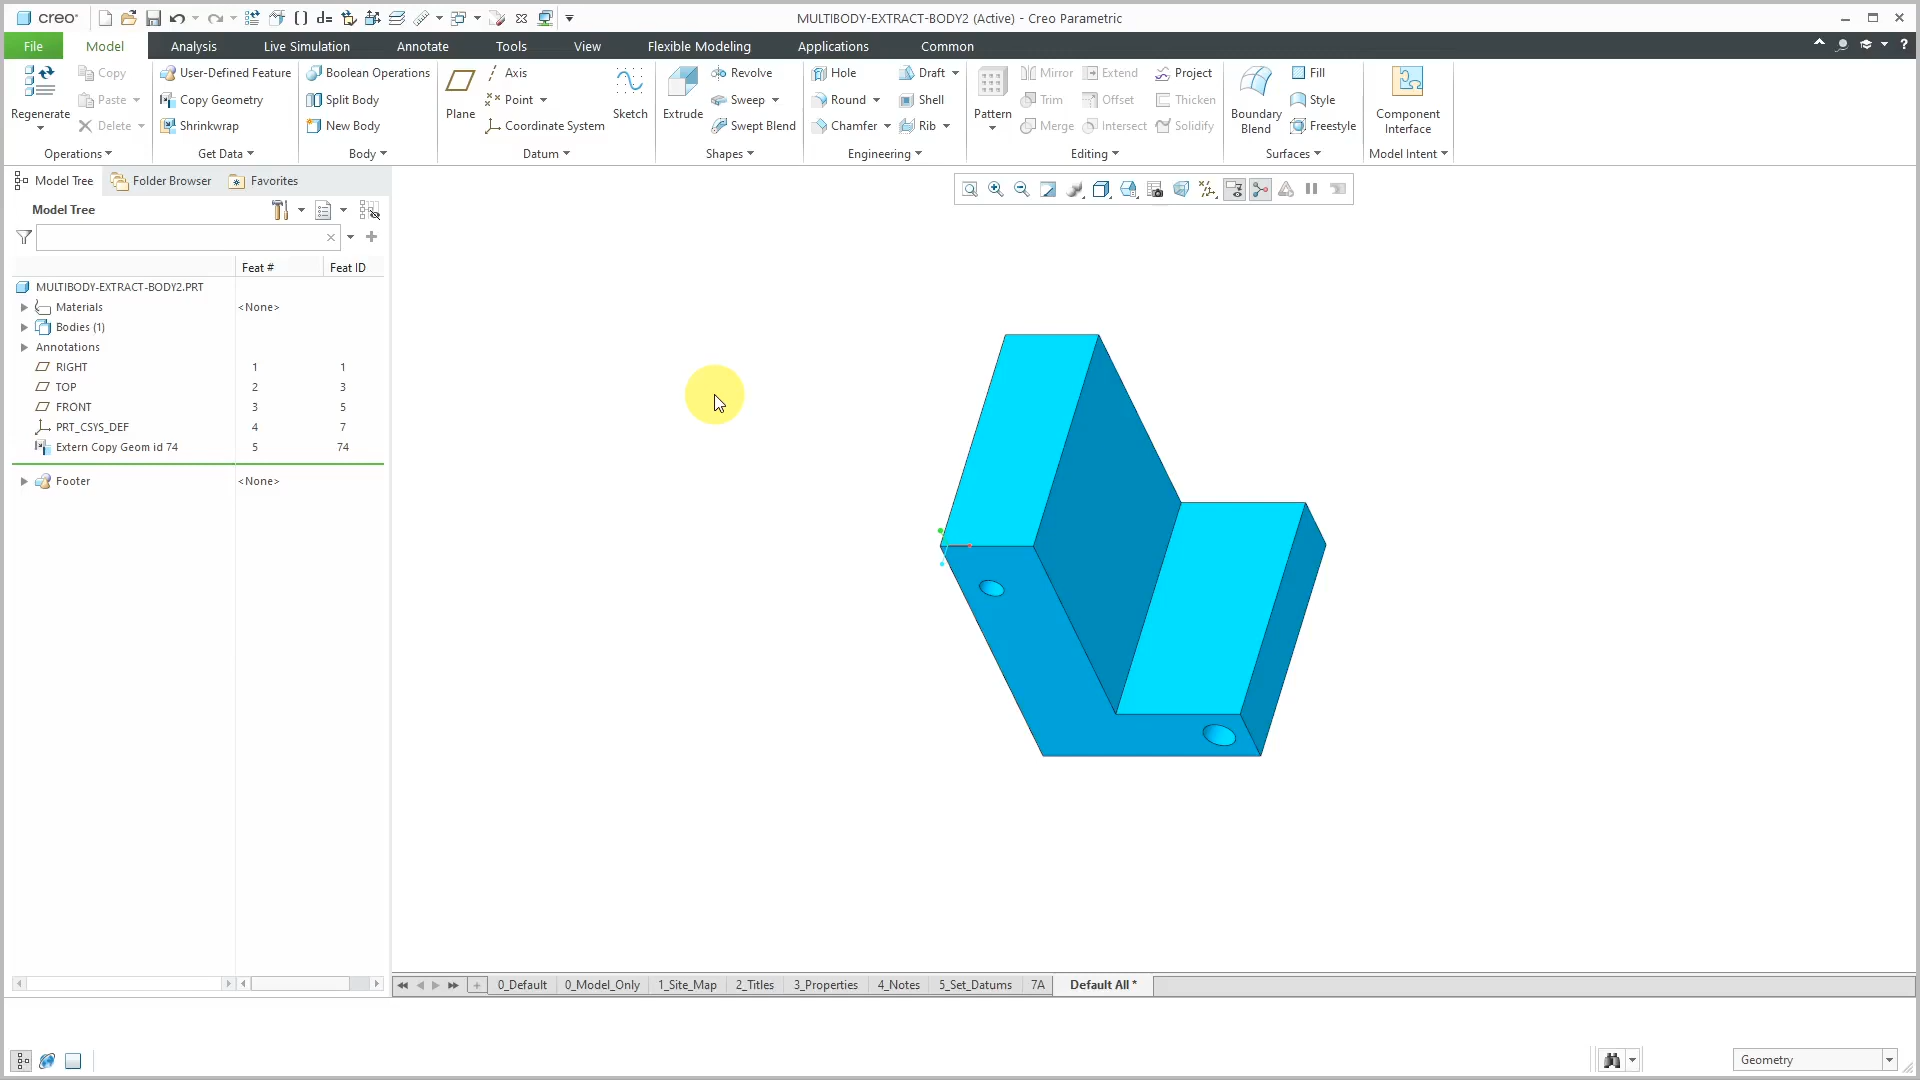 creo
d=
MULTIBODY-EXTRACT-BODY2 (Active) - Creo Parametric
File Model Analysis Live Simulation Annotate Tools View Flexible Modeling Applications Common
?
Regenerate
Copy
Paste
Delete
Operations
User-Defined Feature
Copy Geometry
Shrinkwrap
Get Data
Boolean Operations
Split Body
New Body
Body
Plane
Axis
Point
Coordinate System
Sketch
Datum
Extrude
Revolve
Sweep
Swept Blend
Shapes
Hole
Draft
Round
Shell
Chamfer
Rib
Engineering
Pattern
Mirror
Extend
Project
Trim
Offset
Thicken
Merge
Intersect
Solidify
Editing
Boundary
Blend
Fill
Style
Freestyle
Surfaces
Component
Interface
Model Intent
Model Tree Folder Browser Favorites
Model Tree
Feat # Feat ID
MULTIBODY-EXTRACT-BODY2.PRT
Materials <None>
Bodies (1)
Annotations
RIGHT 1 1
TOP 2 3
FRONT 3 5
PRT_CSYS_DEF 4 7
Extern Copy Geom id 74 5 74
Footer <None>
0_Default 0_Model_Only 1_Site_Map 2_Titles 3_Properties 4_Notes 5_Set_Datums 7A Default All *
Geometry